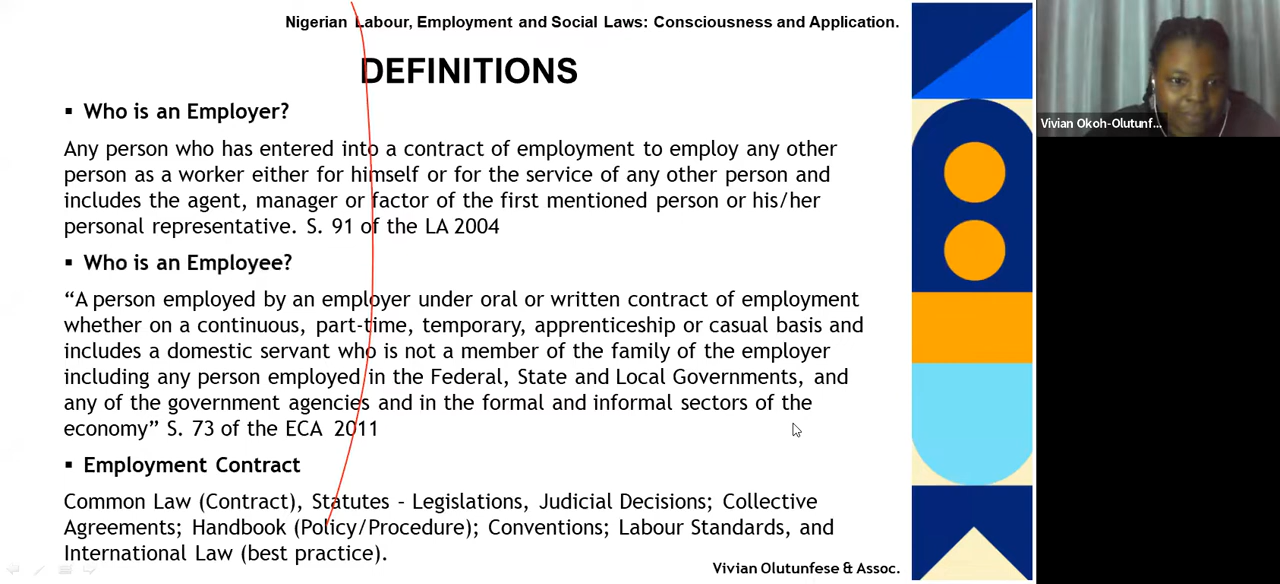 Nigerian Labour, Employment and Social Laws: Consciousness and Application.
DEFINITIONS
▪ Who is an Employer?
Any person who has entered into a contract of employment to employ any other
person as a worker either for himself or for the service of any other person and
includes the agent, manager or factor of the first mentioned person or his/her
personal representative. S. 91 of the LA 2004
▪ Who is an Employee?
“A person employed by an employer under oral or written contract of employment
whether on a continuous, part-time, temporary, apprenticeship or casual basis and
includes a domestic servant who is not a member of the family of the employer
including any person employed in the Federal, State and Local Governments, and
any of the government agencies and in the formal and informal sectors of the
economy” S. 73 of the ECA 2011
▪ Employment Contract
Common Law (Contract), Statutes – Legislations, Judicial Decisions; Collective
Agreements; Handbook (Policy/Procedure); Conventions; Labour Standards, and
International Law (best practice).
Vivian Olutunfese & Assoc.
Vivian Okoh-Olutunf...